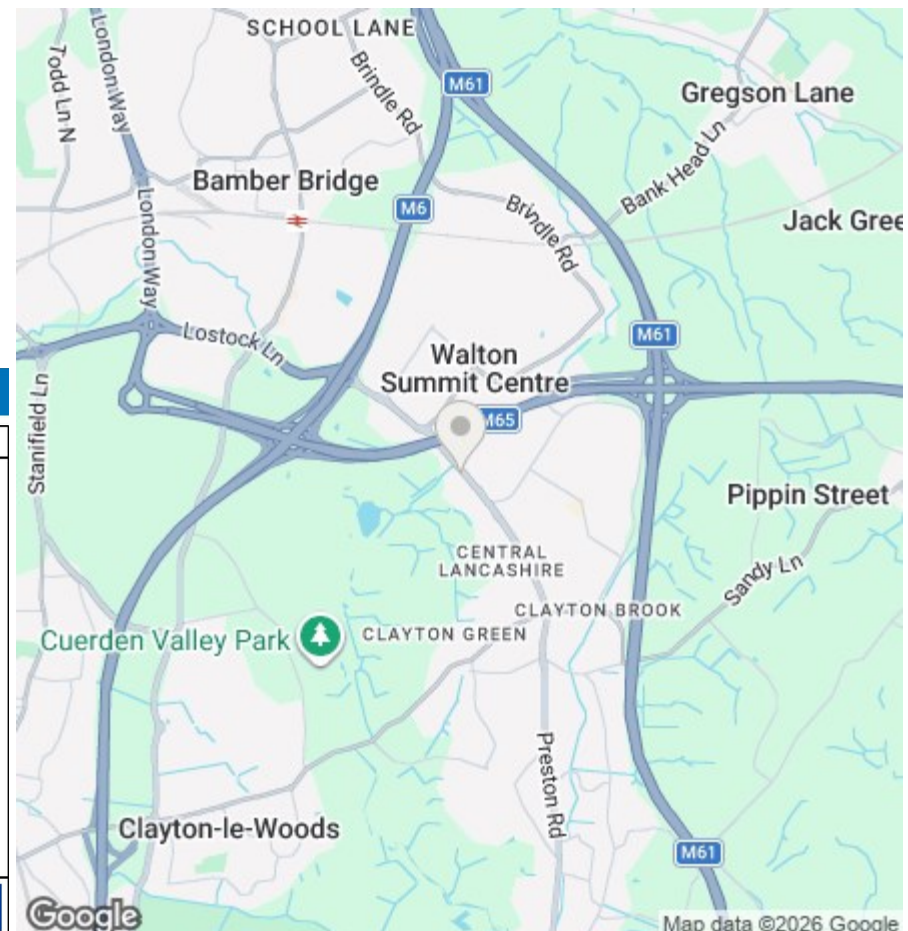 SCHOOL LANE
Todd Ln N
London Way
Brindle Rd
M61
Gregson Lane
Bank Head Ln
Bamber Bridge
M6
London Way
Brindle Rd
Jack Gree
Lostock Ln
M61
Walton
Summit Centre
M65
Stanifield Ln
Pippin Street
CENTRAL
LANCASHIRE
Sandy Ln
CLAYTON BROOK
Cuerden Valley Park
CLAYTON GREEN
Preston Rd
Clayton-le-Woods
M61
Google
Map data ©2026 Google